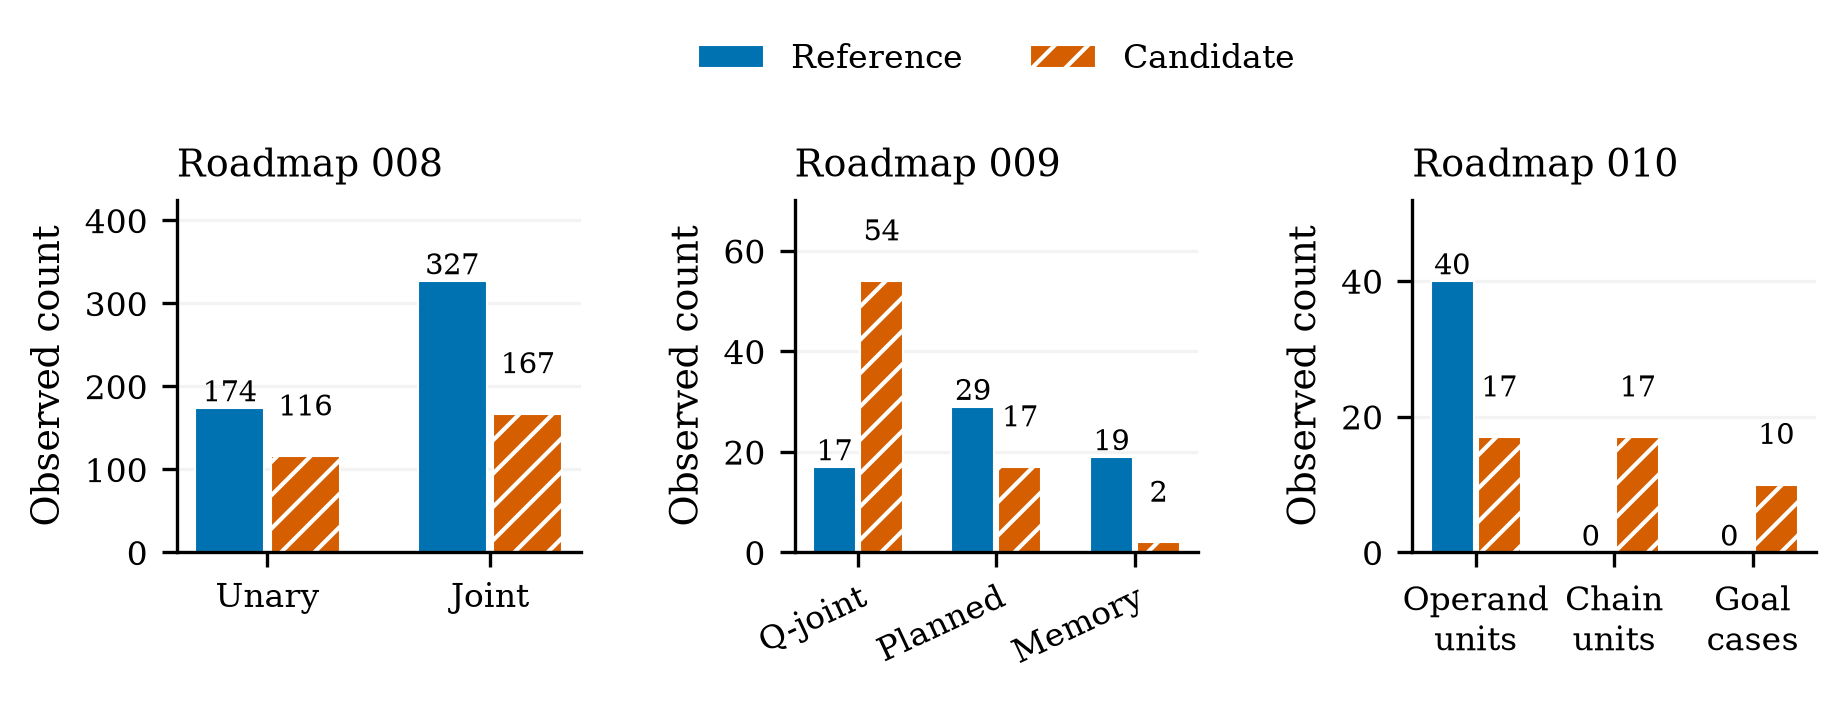 Reference Candidate
Roadmap 008
Observed count
400
300
200
100
0
174
116
327
167
Unary
Joint
Roadmap 009
Observed count
60
40
20
0
17
54
29
17
19
2
Q-joint
Planned
Memory
Roadmap 010
Observed count
40
20
0
40
17
0
17
0
10
Operand
units
Chain
units
Goal
cases